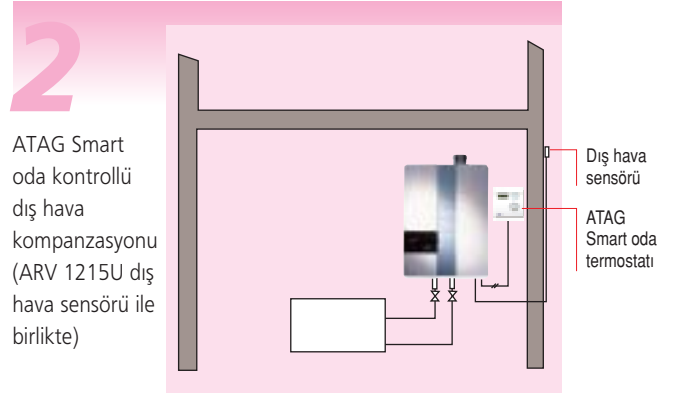 2
ATAG Smart
oda kontrollü
dış hava
kompanzasyonu
(ARV 1215U dış
hava sensörü ile
birlikte)
Dış hava
sensörü
ATAG
Smart oda
termostatı